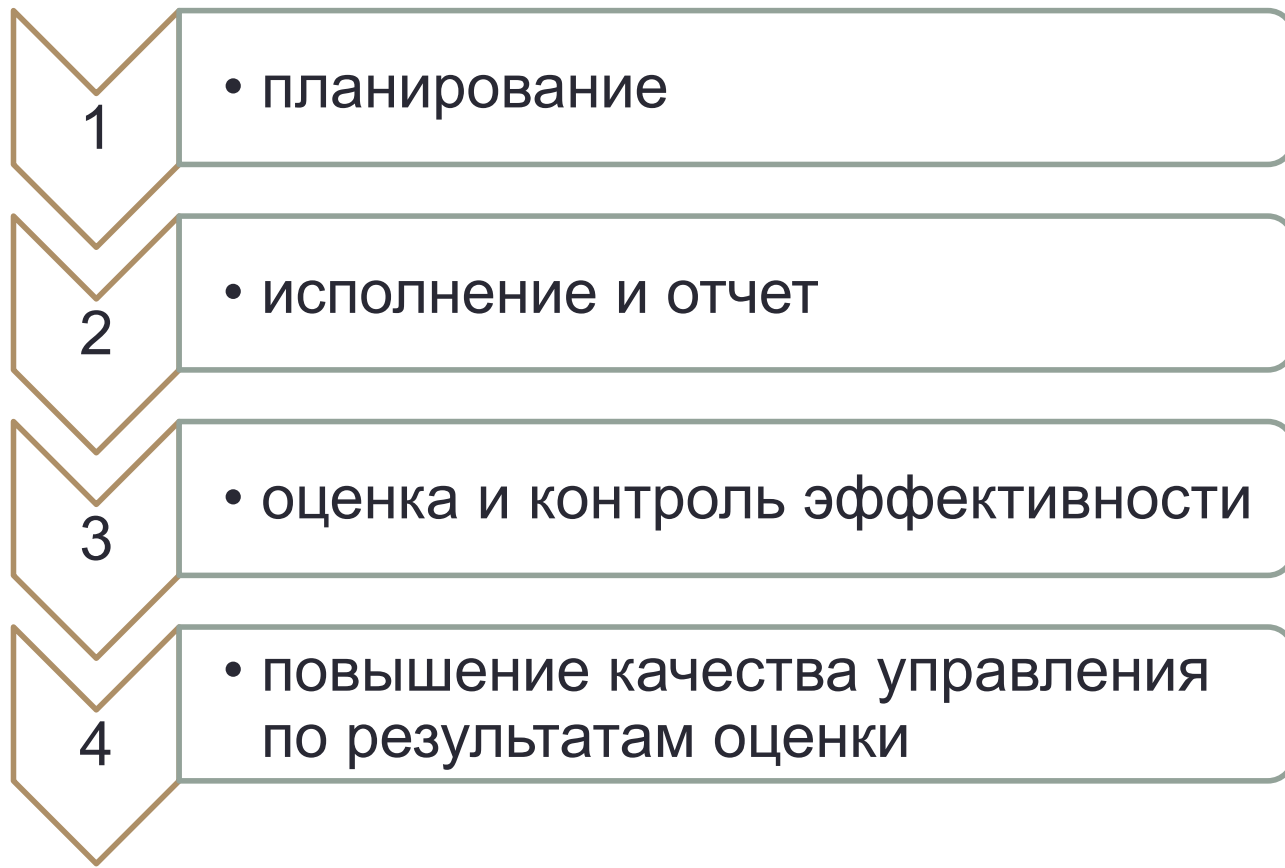 1
• планирование
2
• исполнение и отчет
3
• оценка и контроль эффективности
4
• повышение качества управления
по результатам оценки